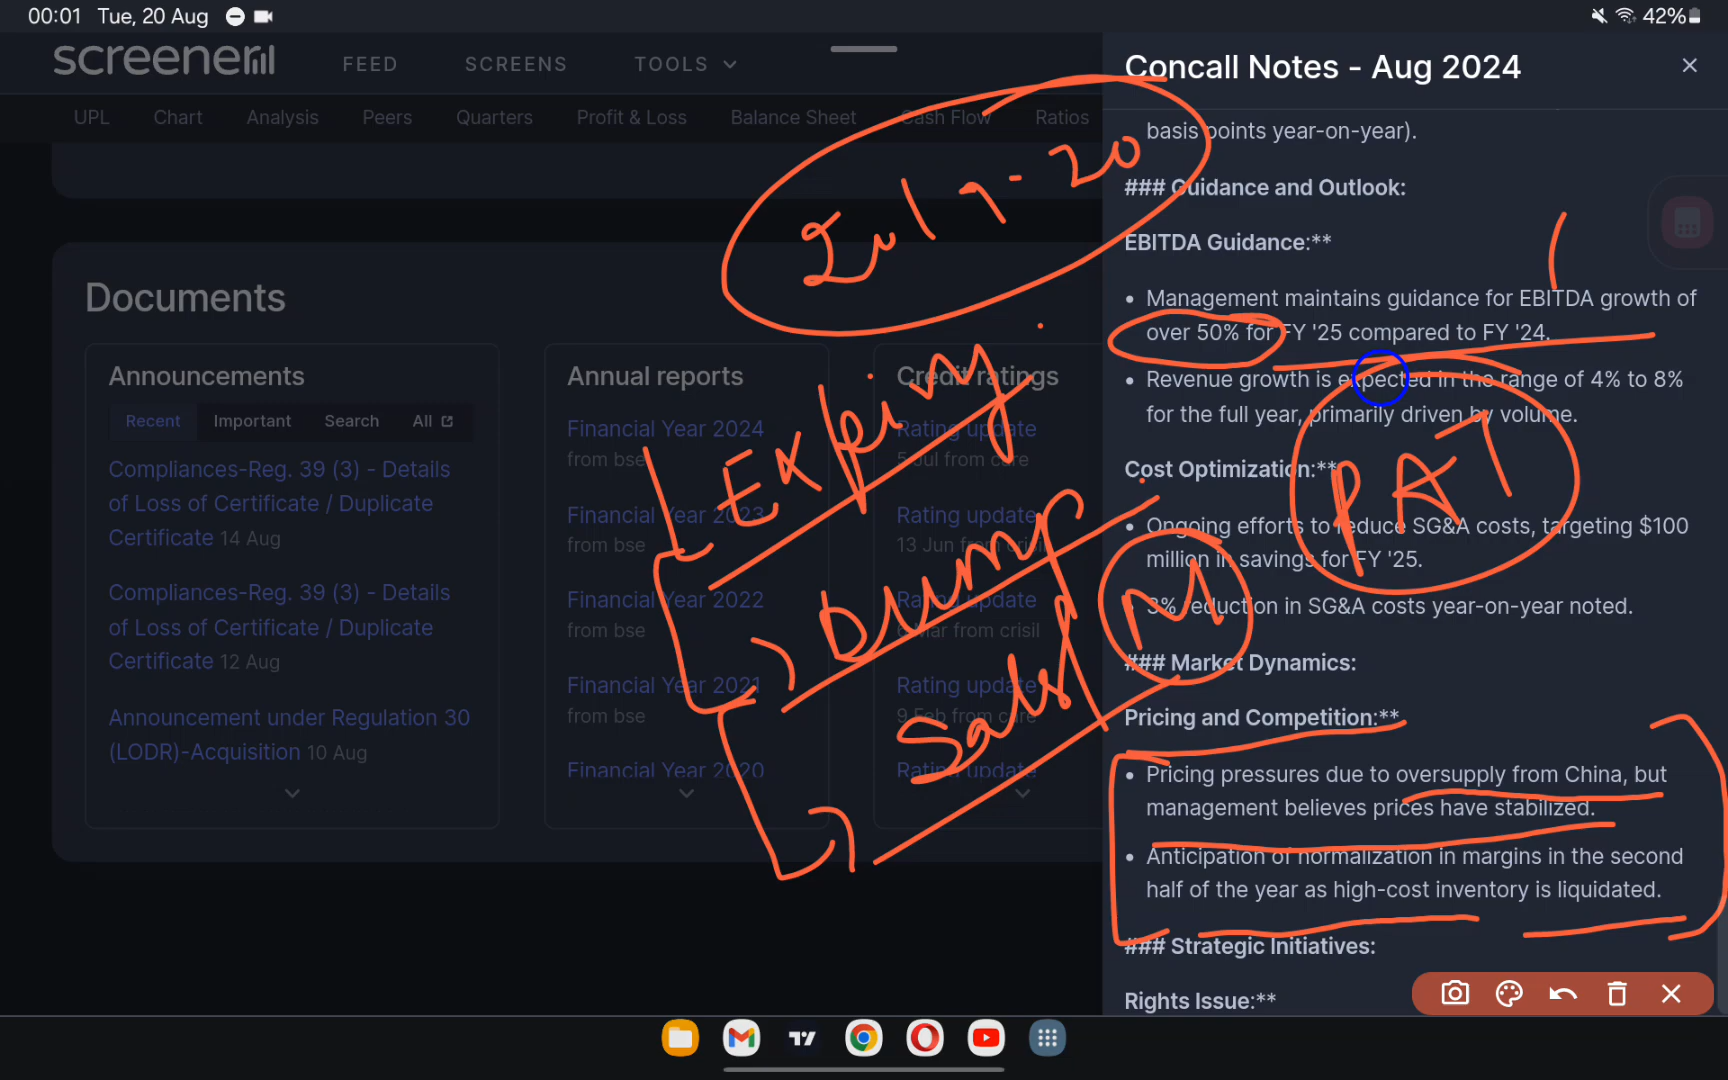 00:01 Tue, 20 Aug
42%
screener
FEED
SCREENS
TOOLS
UPL
Chart
Analysis
Peers
Quarters
Profit & Loss
Balance Sheet
Cash Flow
Ratios
Documents
Announcements
Recent
Important
Search
All
Compliances-Reg. 39 (3) - Details
of Loss of Certificate / Duplicate
Certificate 14 Aug
Compliances-Reg. 39 (3) - Details
of Loss of Certificate / Duplicate
Certificate 12 Aug
Announcement under Regulation 30
(LODR)-Acquisition 10 Aug
Annual reports
Financial Year 2024
from bse
Financial Year 2023
from bse
Financial Year 2022
from bse
Financial Year 2021
from bse
Financial Year 2020
Credit ratings
Rating update
5 Jul from care
Rating update
13 Jun from crisil
Rating update
6 Mar from crisil
Rating update
9 Feb from care
Rating update
Concall Notes - Aug 2024
basis points year-on-year).
### Guidance and Outlook:
EBITDA Guidance:**
• Management maintains guidance for EBITDA growth of
over 50% for FY '25 compared to FY '24.
• Revenue growth is expected in the range of 4% to 8%
for the full year, primarily driven by volume.
Cost Optimization:**
• Ongoing efforts to reduce SG&A costs, targeting $100
million in savings for FY '25.
• 3% reduction in SG&A costs year-on-year noted.
### Market Dynamics:
Pricing and Competition:**
• Pricing pressures due to oversupply from China, but
management believes prices have stabilized.
• Anticipation of normalization in margins in the second
half of the year as high-cost inventory is liquidated.
### Strategic Initiatives:
Rights Issue:**
PAT
M